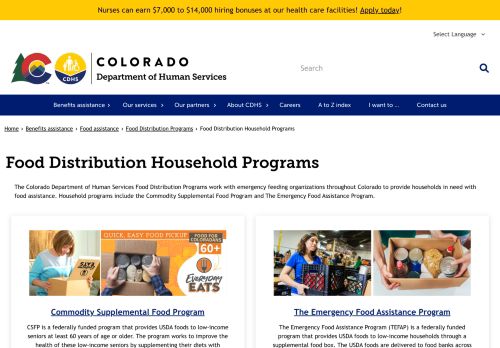 Nurses can earn $7,000 to $14,000 hiring bonuses at our health care facilities! Apply today!
Select Language
COLORADO
Department of Human Services
CDHS
Search
Benefits assistance
Our services
Our partners
About CDHS
Careers
A to Z index
I want to ...
Contact us
Home › Benefits assistance › Food assistance › Food Distribution Programs › Food Distribution Household Programs
Food Distribution Household Programs
The Colorado Department of Human Services Food Distribution Programs work with emergency feeding organizations throughout Colorado to provide households in need with
food assistance. Household programs include the Commodity Supplemental Food Program and The Emergency Food Assistance Program.
QUICK, EASY FOOD PICKUP
FOOD FOR
COLORADANS
60+
EVERYDAY
EATS
Commodity Supplemental Food Program
CSFP is a federally funded program that provides USDA foods to low-income
seniors at least 60 years of age or older. The program works to improve the
health of these low-income seniors by supplementing their diets with
The Emergency Food Assistance Program
The Emergency Food Assistance Program (TEFAP) is a federally funded
program that provides USDA foods to low-income households through a
supplemental food box. The USDA foods are delivered to food banks across